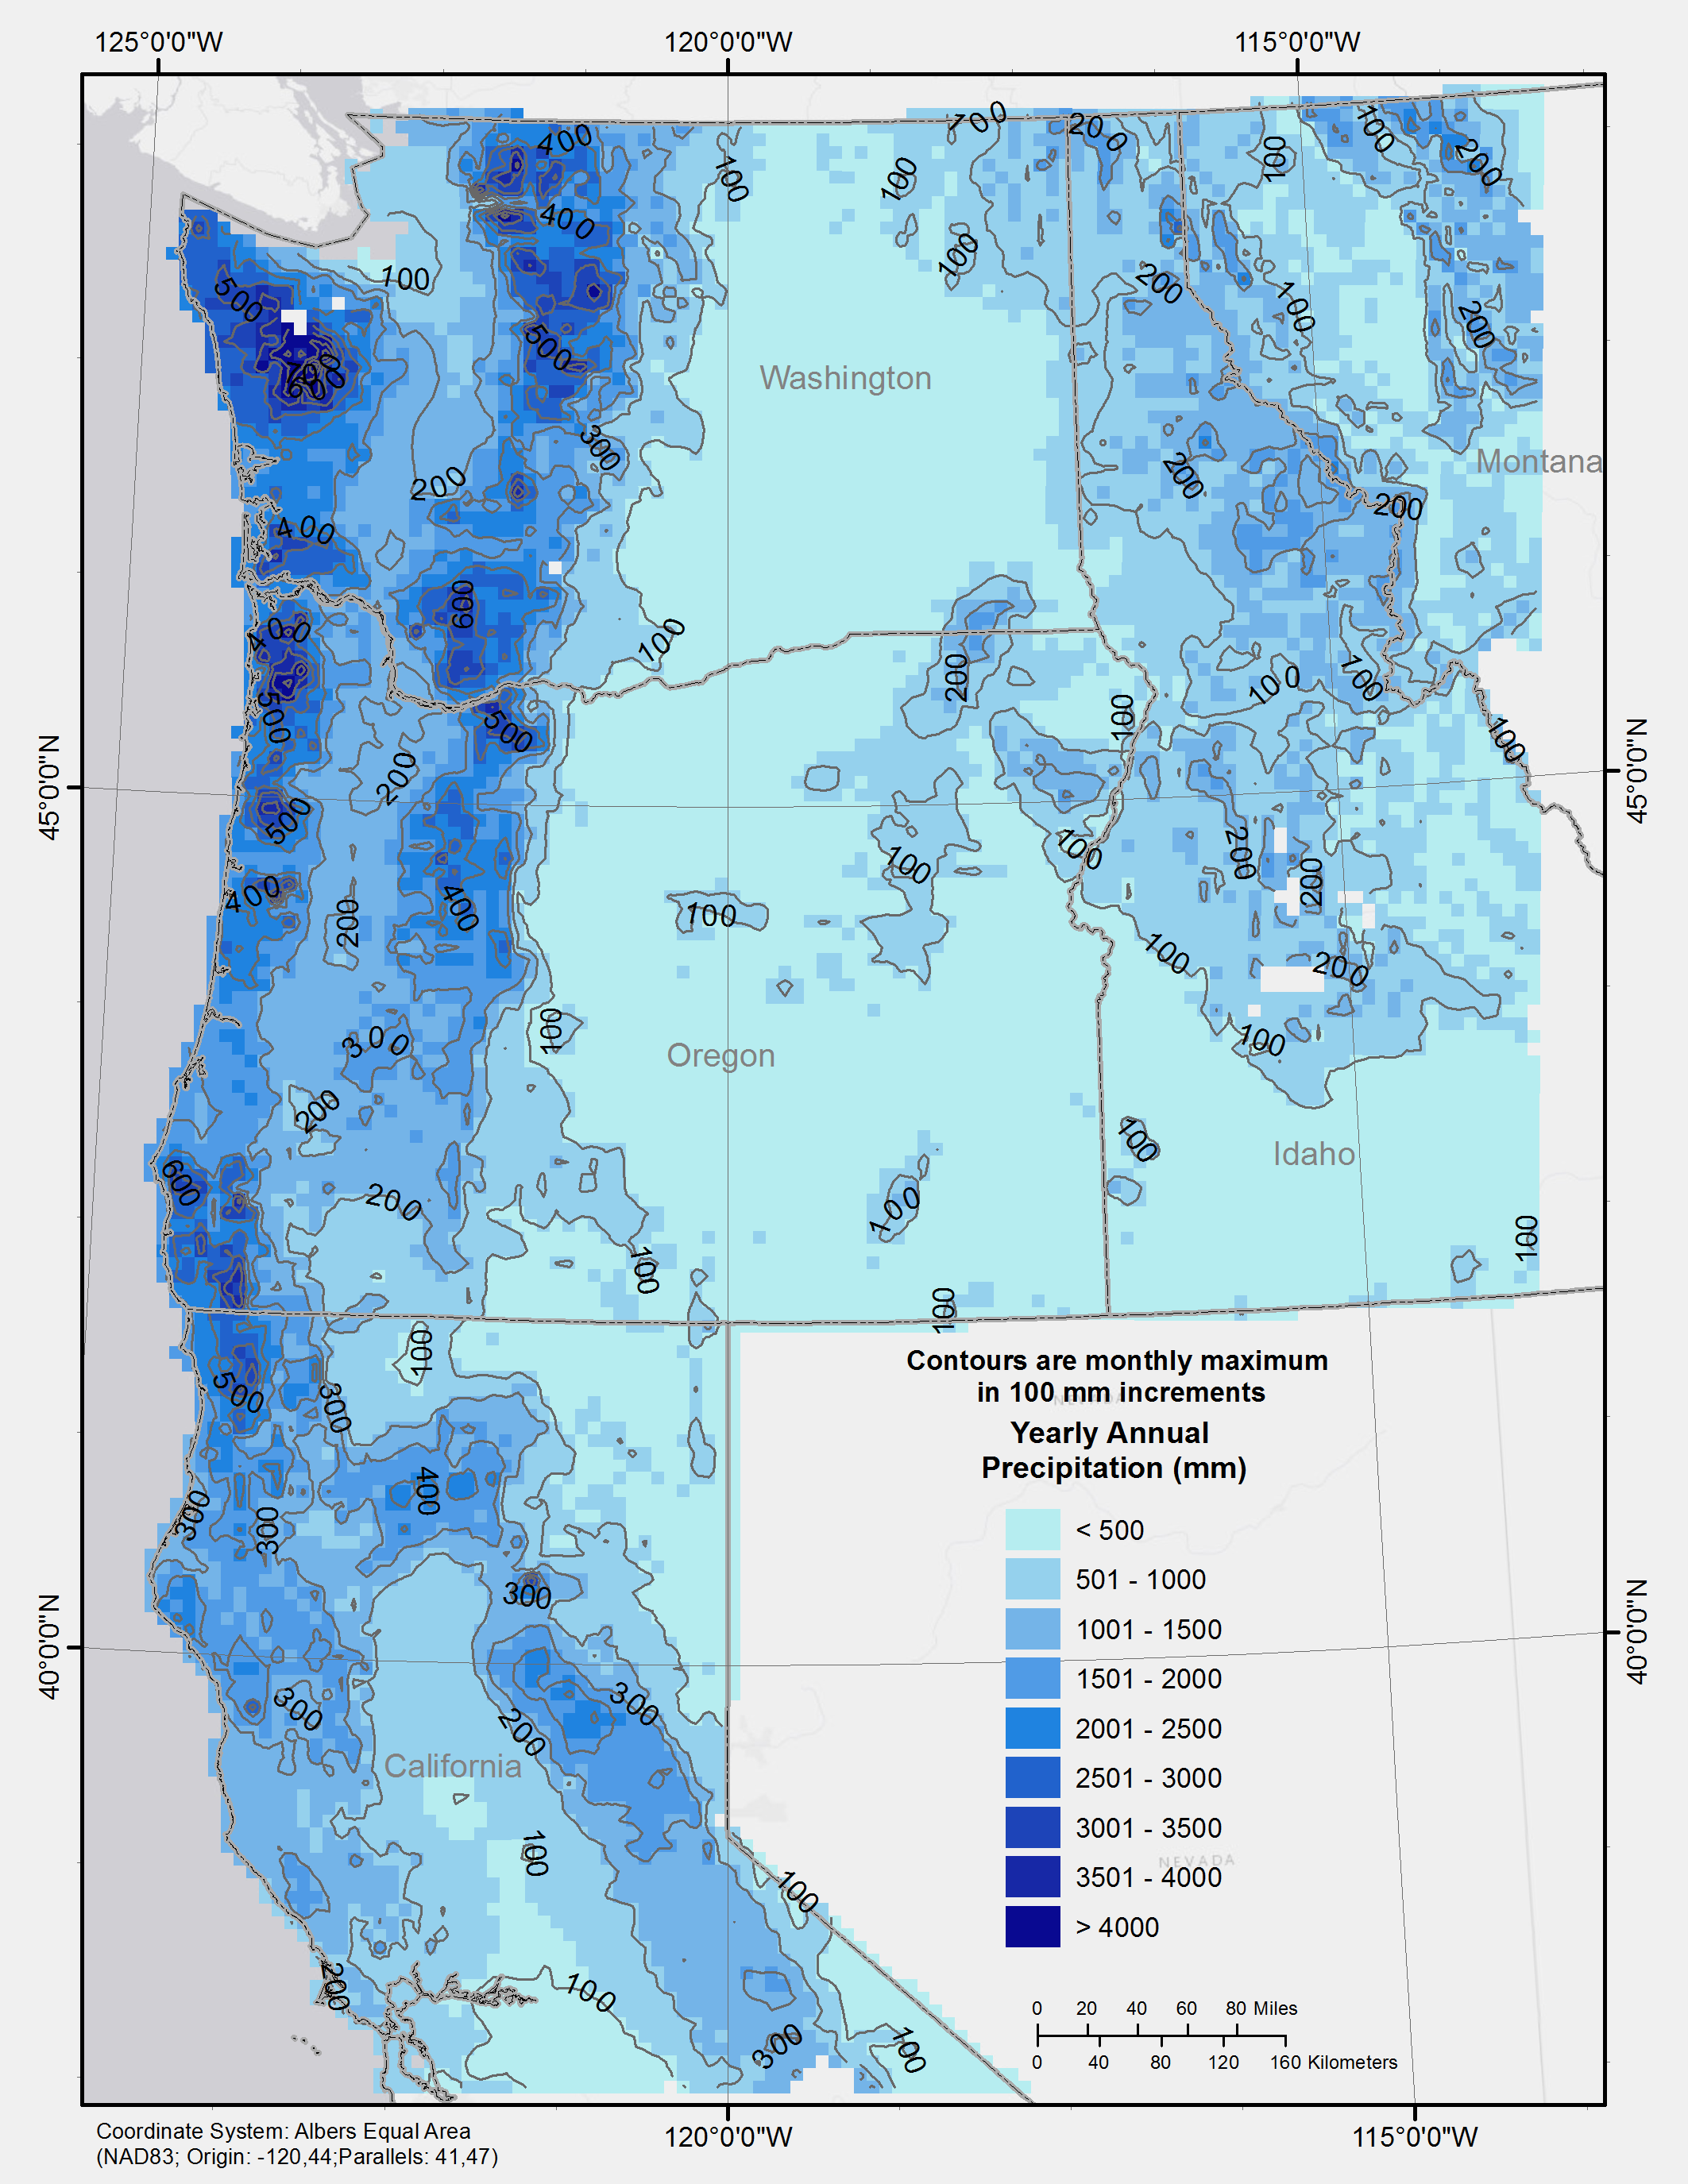 125°0'0"W 120°0'0"W 115°0'0"W
400
100
200
100
100
100
100
200
400
100
100
500
200
100
200
500
700
600
Washington
300
Montana
200
200
200
400
600
400
100
200
100
100
500
500
100
100
45°0'0"N
45°0'0"N
200
500
100
100
200
200
400
400
200
100
100
200
100
300
100
Oregon
200
100
Idaho
600
200
100
100
100
100
100
500
300
400
300
300
300
Contours are monthly maximum
in 100 mm increments
NEVADA
Yearly Annual
Precipitation (mm)
< 500
501 - 1000
1001 - 1500
1501 - 2000
2001 - 2500
2501 - 3000
3001 - 3500
3501 - 4000
> 4000
NEVADA
40°0'0"N
40°0'0"N
300
300
200
California
100
100
200
100
300
100
0 20 40 60 80 Miles
0 40 80 120 160 Kilometers
Coordinate System: Albers Equal Area
(NAD83; Origin: -120,44;Parallels: 41,47)
120°0'0"W 115°0'0"W